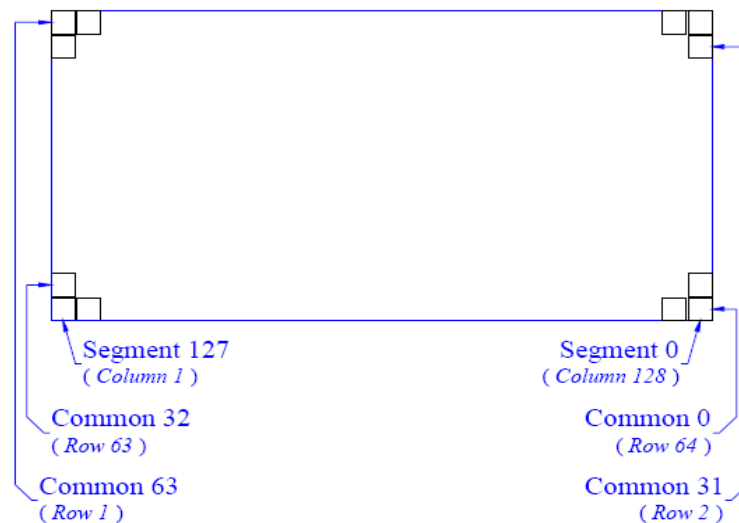 Segment 127
( Column 1 )
Segment 0
( Column 128 )
Common 32
( Row 63 )
Common 0
( Row 64 )
Common 63
( Row 1 )
Common 31
( Row 2 )